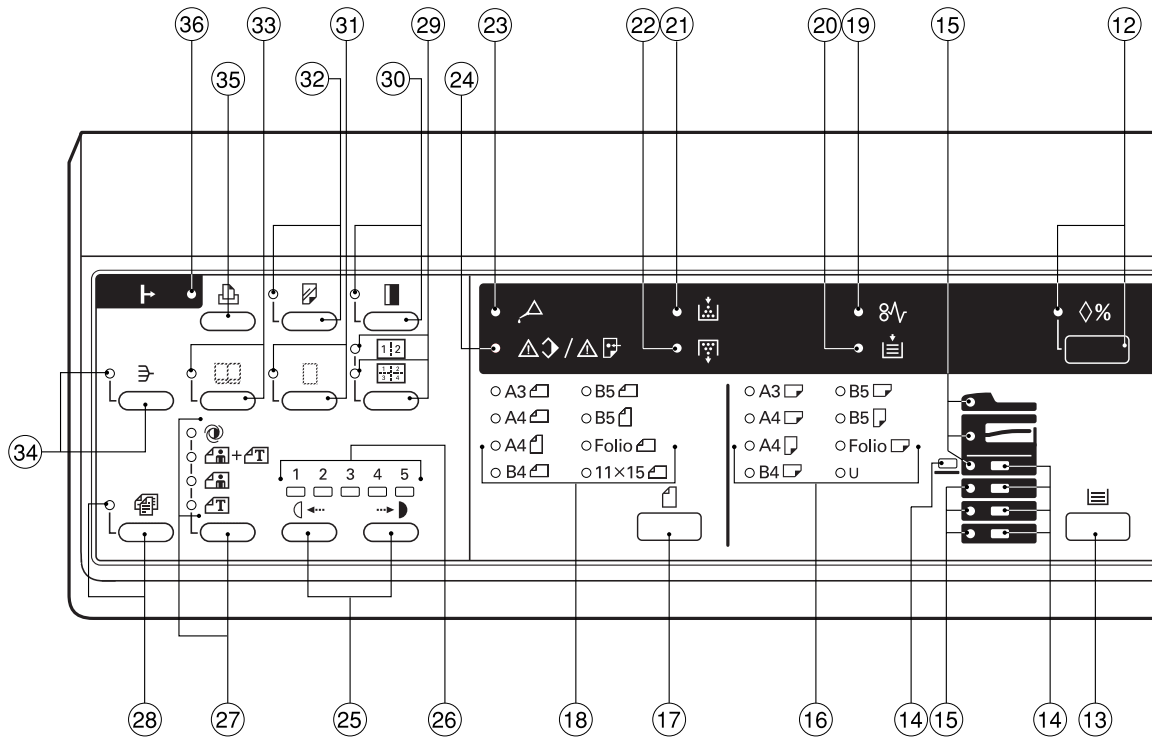 36 33 31 29 23 22 21 20 19 15 12
35 32 30 24
◊%
1 2
1 2
3 4
A3 B5 A3 B5
A4 B5 A4 B5
+ T
A4 Folio A4 Folio
34
1 2 3 4 5
B4 11×15 B4 U
T
28 27 25 26 18 17 16 14 15 14 13